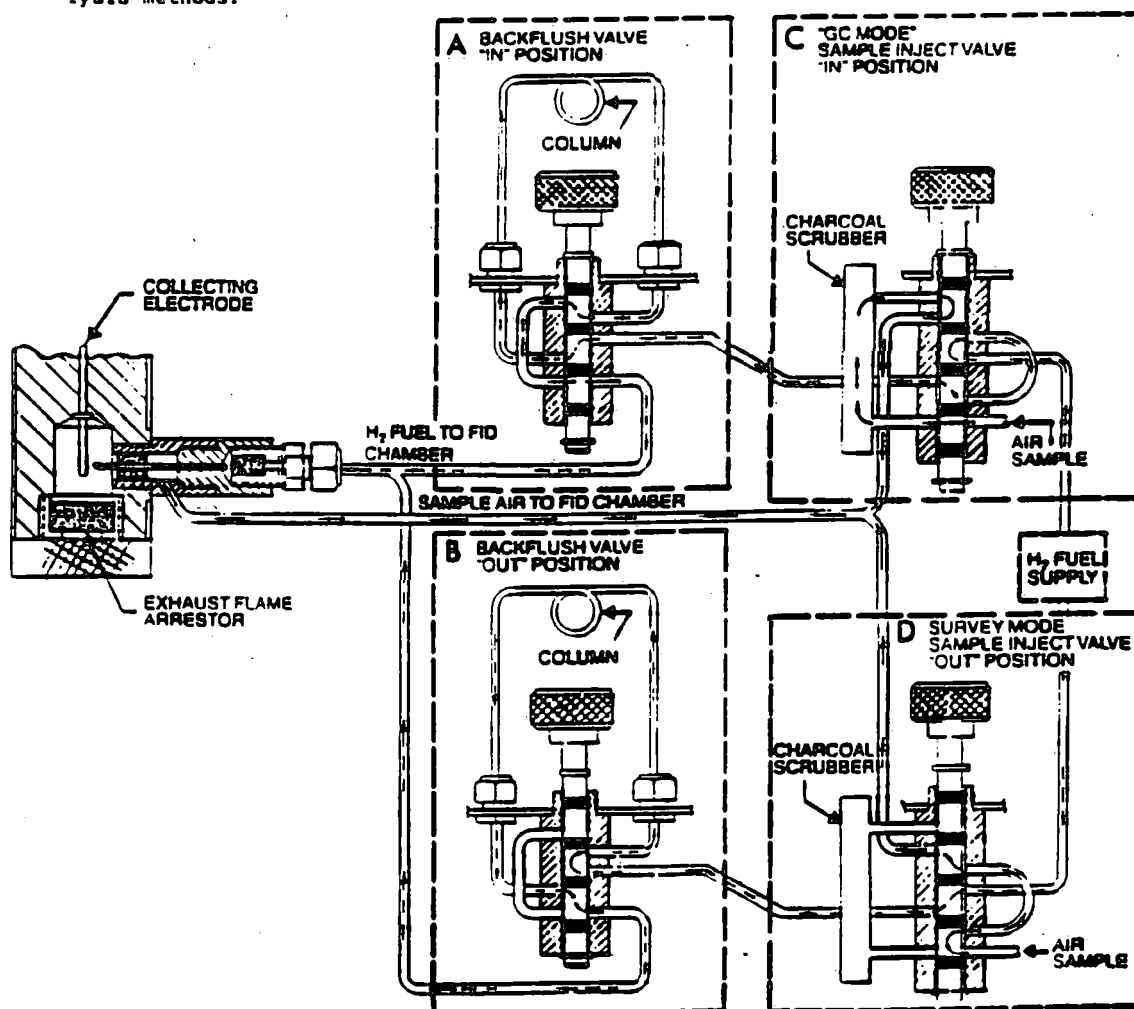 methods.
A BACKFLUSH VALVE
"IN" POSITION
COLUMN
C "GC MODE"
SAMPLE INJECT VALVE
"IN" POSITION
CHARCOAL
SCRUBBER
COLLECTING
ELECTRODE
H₂ FUEL TO FID
CHAMBER
AIR
SAMPLE
SAMPLE AIR TO FID CHAMBER
B BACKFLUSH VALVE
"OUT" POSITION
COLUMN
EXHAUST FLAME
ARRESTOR
H₂ FUEL
SUPPLY
D SURVEY MODE
SAMPLE INJECT VALVE
"OUT" POSITION
CHARCOAL
SCRUBBER
AIR
SAMPLE